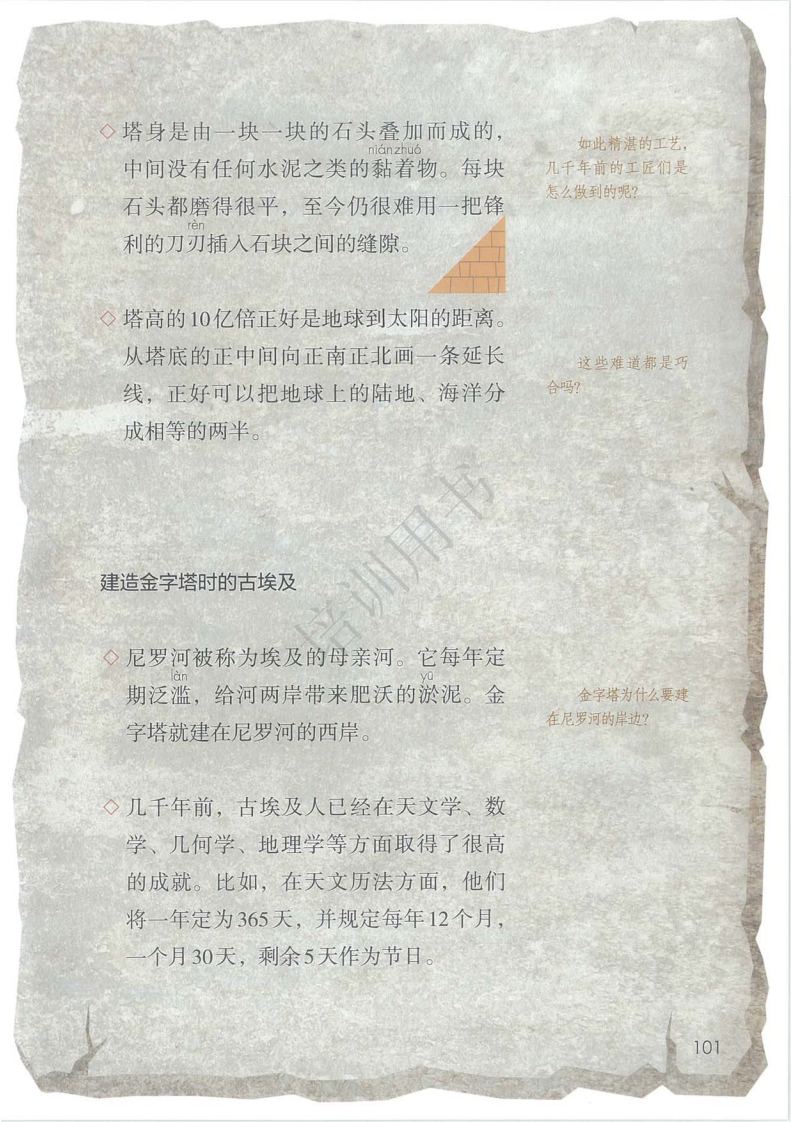 塔身是由一块一块的石头叠加而成的，
niánzhuó
中间没有任何水泥之类的黏着物。每块
石头都磨得很平，至今仍很难用一把锋
rèn
利的刀刃插入石块之间的缝隙。
如此精湛的工艺，
几千年前的工匠们是
怎么做到的呢？
塔高的10亿倍正好是地球到太阳的距离。
从塔底的正中间向正南正北画一条延长
线，正好可以把地球上的陆地、海洋分
成相等的两半。
这些难道都是巧
合吗？
培训用书
建造金字塔时的古埃及
尼罗河被称为埃及的母亲河。它每年定
làn yū
期泛滥，给河两岸带来肥沃的淤泥。金
字塔就建在尼罗河的西岸。
金字塔为什么要建
在尼罗河的岸边？
几千年前，古埃及人已经在天文学、数
学、几何学、地理学等方面取得了很高
的成就。比如，在天文历法方面，他们
将一年定为365天，并规定每年12个月，
一个月30天，剩余5天作为节日。
101